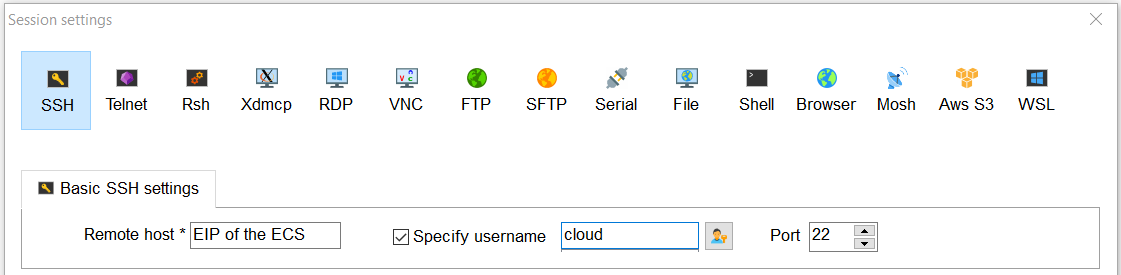 Session settings
SSH Telnet Rsh Xdmcp RDP VNC FTP SFTP Serial File Shell Browser Mosh Aws S3 WSL
Basic SSH settings
Remote host * EIP of the ECS Specify username cloud Port 22